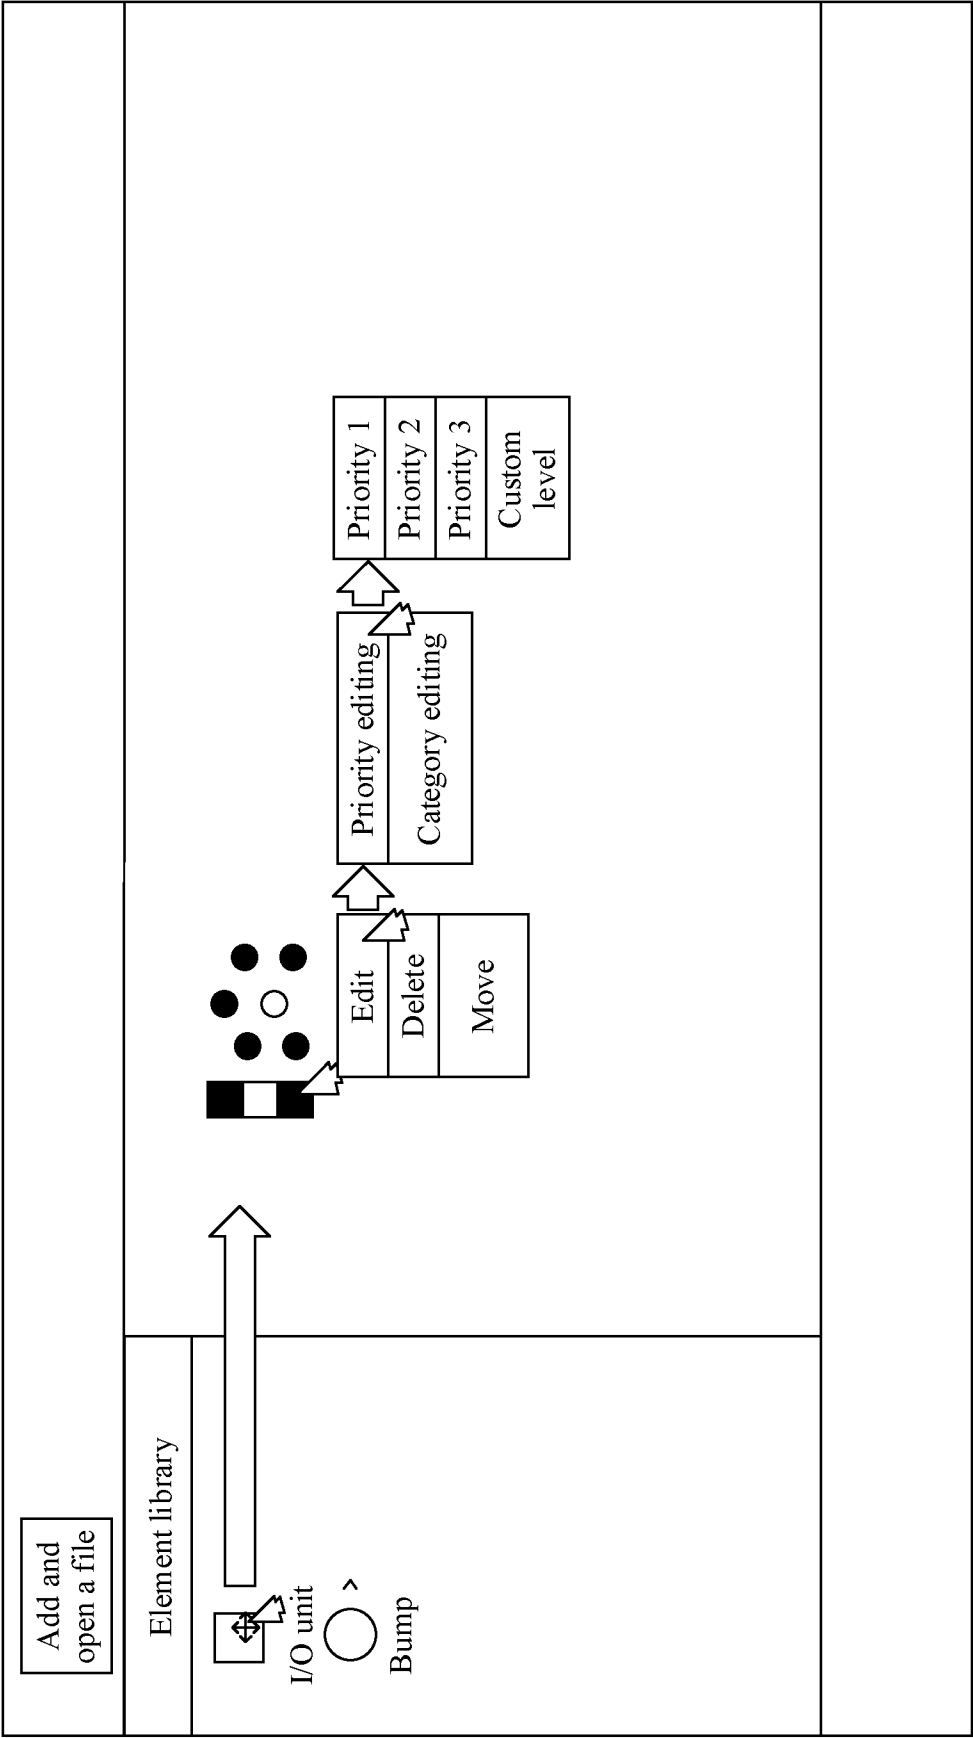 Add and
open a file
Element library
I/O unit
Bump
Edit
Delete
Move
Priority editing
Category editing
Priority 1
Priority 2
Priority 3
Custom
level